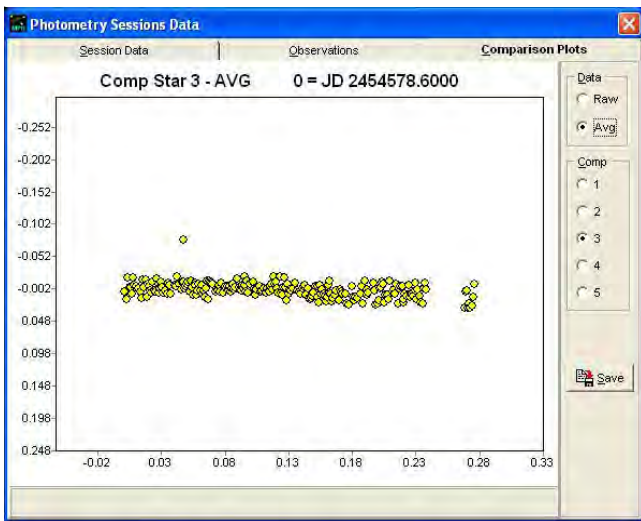 Photometry Sessions Data
Session Data Observations Comparison Plots
Comp Star 3 - AVG 0 = JD 2454578.6000
-0.252
-0.202
-0.152
-0.102
-0.052
-0.002
0.048
0.098
0.148
0.198
0.248
-0.02 0.03 0.08 0.13 0.18 0.23 0.28 0.33
Data
Raw
Avg
Comp
1
2
3
4
5
Save